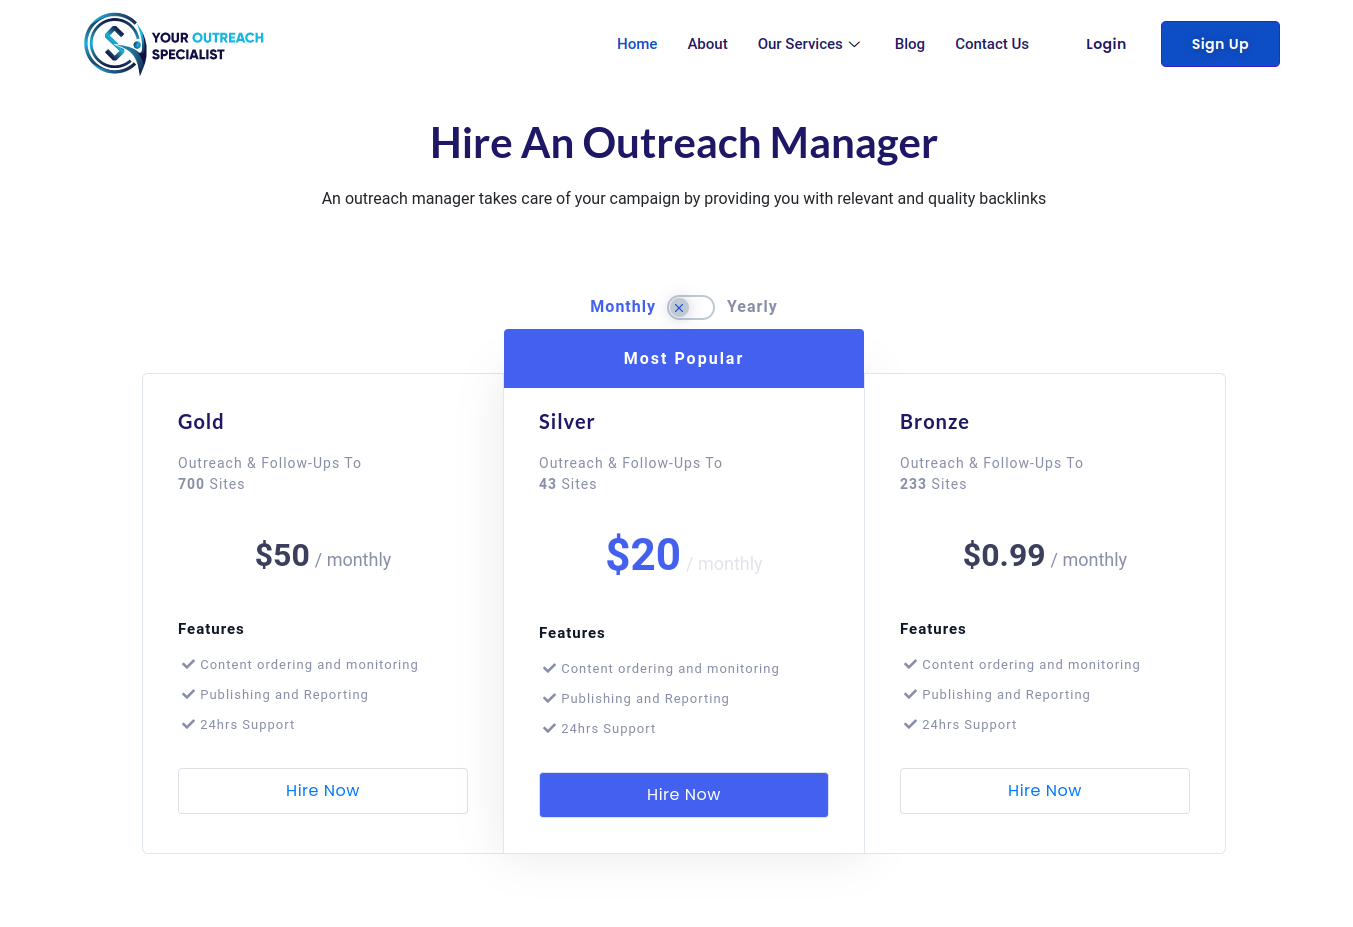 YOUR OUTREACH
SPECIALIST
Home
About
Our Services
Blog
Contact Us
Login
Sign Up
Hire An Outreach Manager
An outreach manager takes care of your campaign by providing you with relevant and quality backlinks
Monthly
Yearly
Most Popular
Gold
Outreach & Follow-Ups To
700 Sites
$50 / monthly
Features
Content ordering and monitoring
Publishing and Reporting
24hrs Support
Hire Now
Silver
Outreach & Follow-Ups To
43 Sites
$20 / monthly
Features
Content ordering and monitoring
Publishing and Reporting
24hrs Support
Hire Now
Bronze
Outreach & Follow-Ups To
233 Sites
$0.99 / monthly
Features
Content ordering and monitoring
Publishing and Reporting
24hrs Support
Hire Now